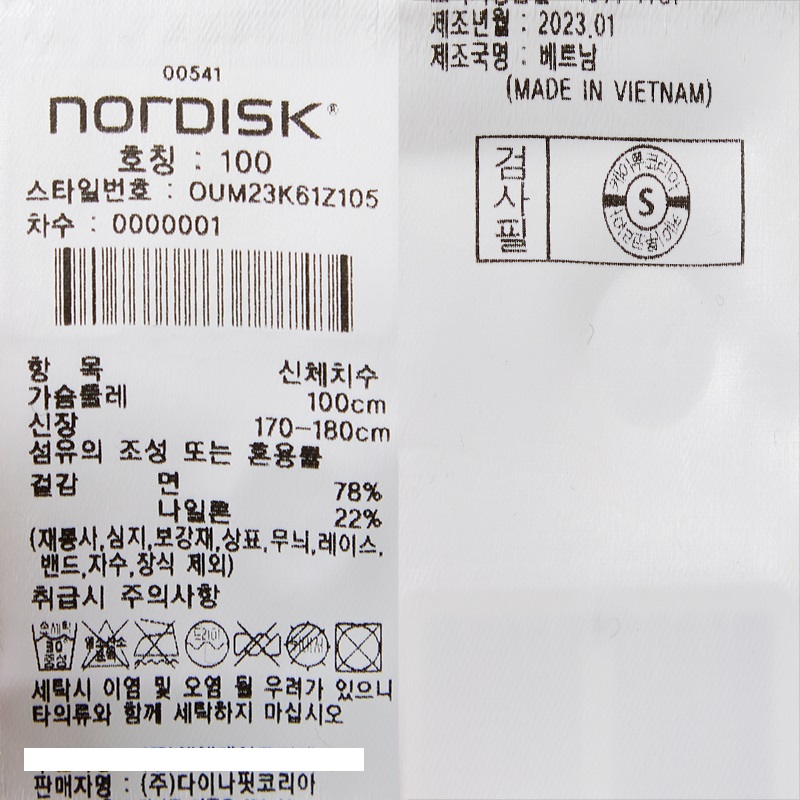 00541
nORDISK®
호칭 : 100
스타일번호 : OUM23K61Z105
차수 : 0000001
항 목 신체치수
가슴둘레 100cm
신장 170-180cm
섬유의 조성 또는 혼용률
겉감 면 78%
나일론 22%
(재봉사,심지,보강재,상표,무늬,레이스,
밴드,자수,장식 제외)
취급시 주의사항
드라이
세탁시 이염 및 오염 될 우려가 있으니
타의류와 함께 세탁하지 마십시오
판매자명 : (주)다이나핏코리아
제조년월 : 2023.01
제조국명 : 베트남
(MADE IN VIETNAM)
검사필
S